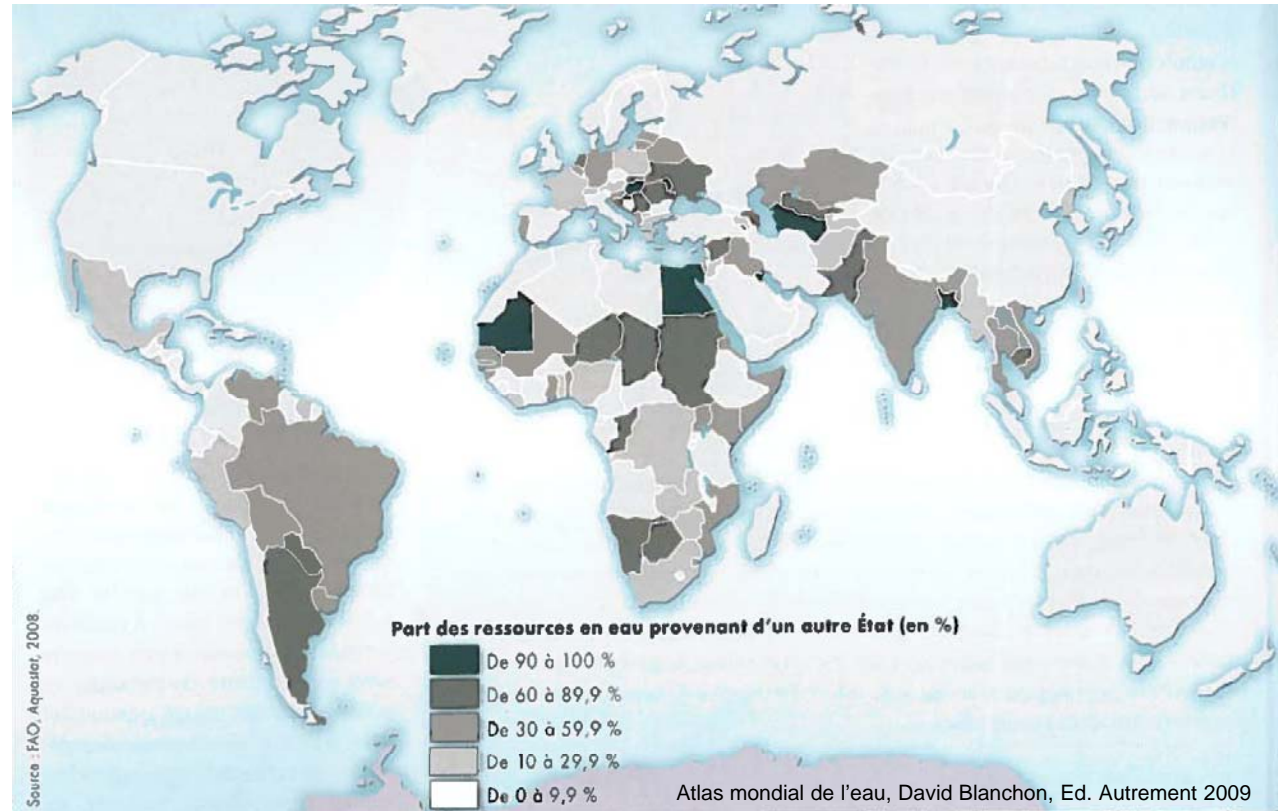 Part des ressources en eau provenant d'un autre État (en %)
De 90 à 100 %
De 60 à 89,9 %
De 30 à 59,9 %
De 10 à 29,9 %
De 0 à 9,9 %
Source : FAO, Aquastar, 2008.
Atlas mondial de l'eau, David Blanchon, Ed. Autrement 2009